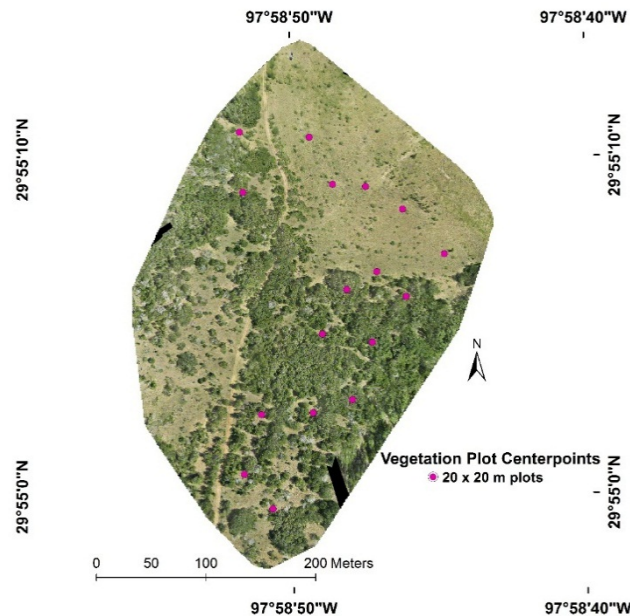 97°58'50"W 97°58'40"W
29°55'10"N 29°55'10"N
N
Vegetation Plot Centerpoints
20 x 20 m plots
29°55'0"N 29°55'0"N
0 50 100 200 Meters
97°58'50"W 97°58'40"W